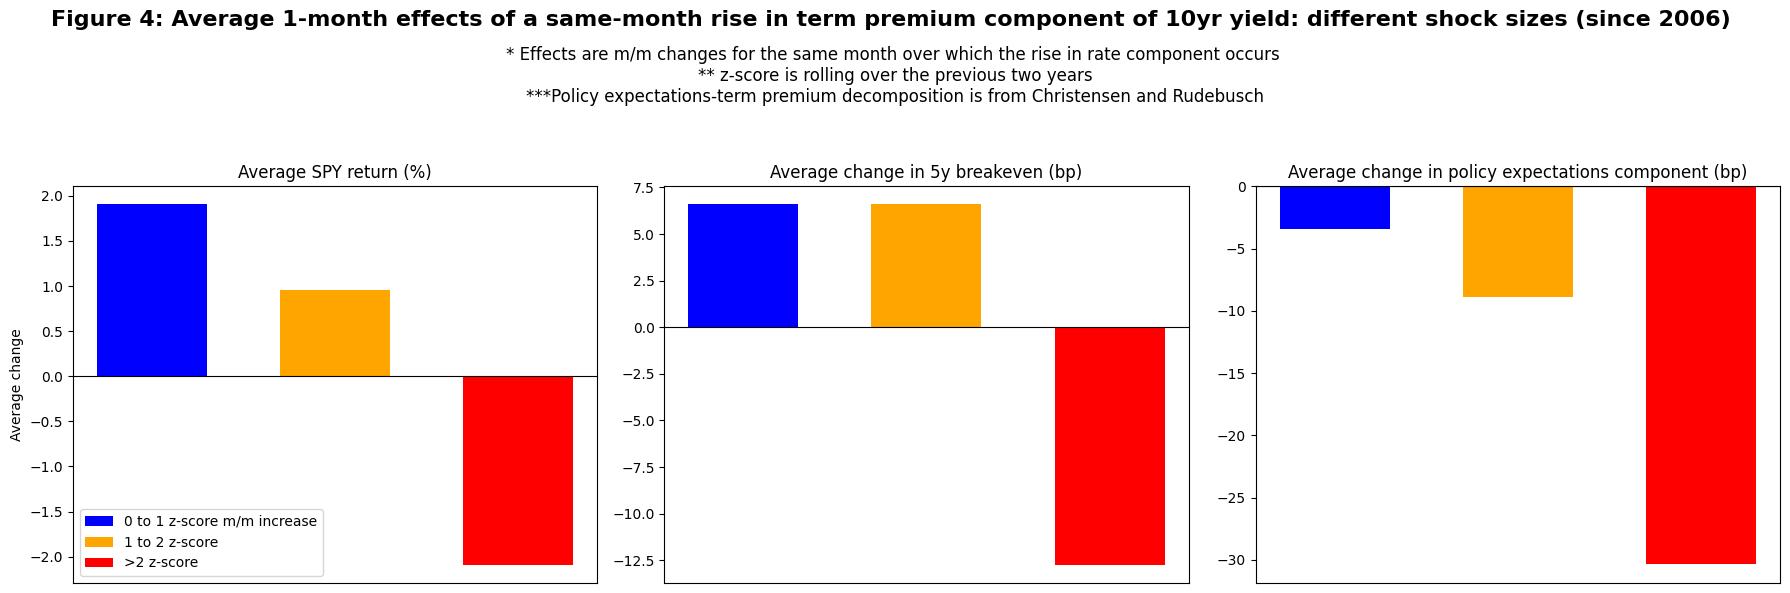 Figure 4: Average 1-month effects of a same-month rise in term premium component of 10yr yield: different shock sizes (since 2006)
* Effects are m/m changes for the same month over which the rise in rate component occurs
** z-score is rolling over the previous two years
***Policy expectations-term premium decomposition is from Christensen and Rudebusch
Average SPY return (%)
Average change
2.0
1.5
1.0
0.5
0.0
−0.5
−1.0
−1.5
−2.0
0 to 1 z-score m/m increase
1 to 2 z-score
>2 z-score
Average change in 5y breakeven (bp)
7.5
5.0
2.5
0.0
−2.5
−5.0
−7.5
−10.0
−12.5
Average change in policy expectations component (bp)
0
−5
−10
−15
−20
−25
−30